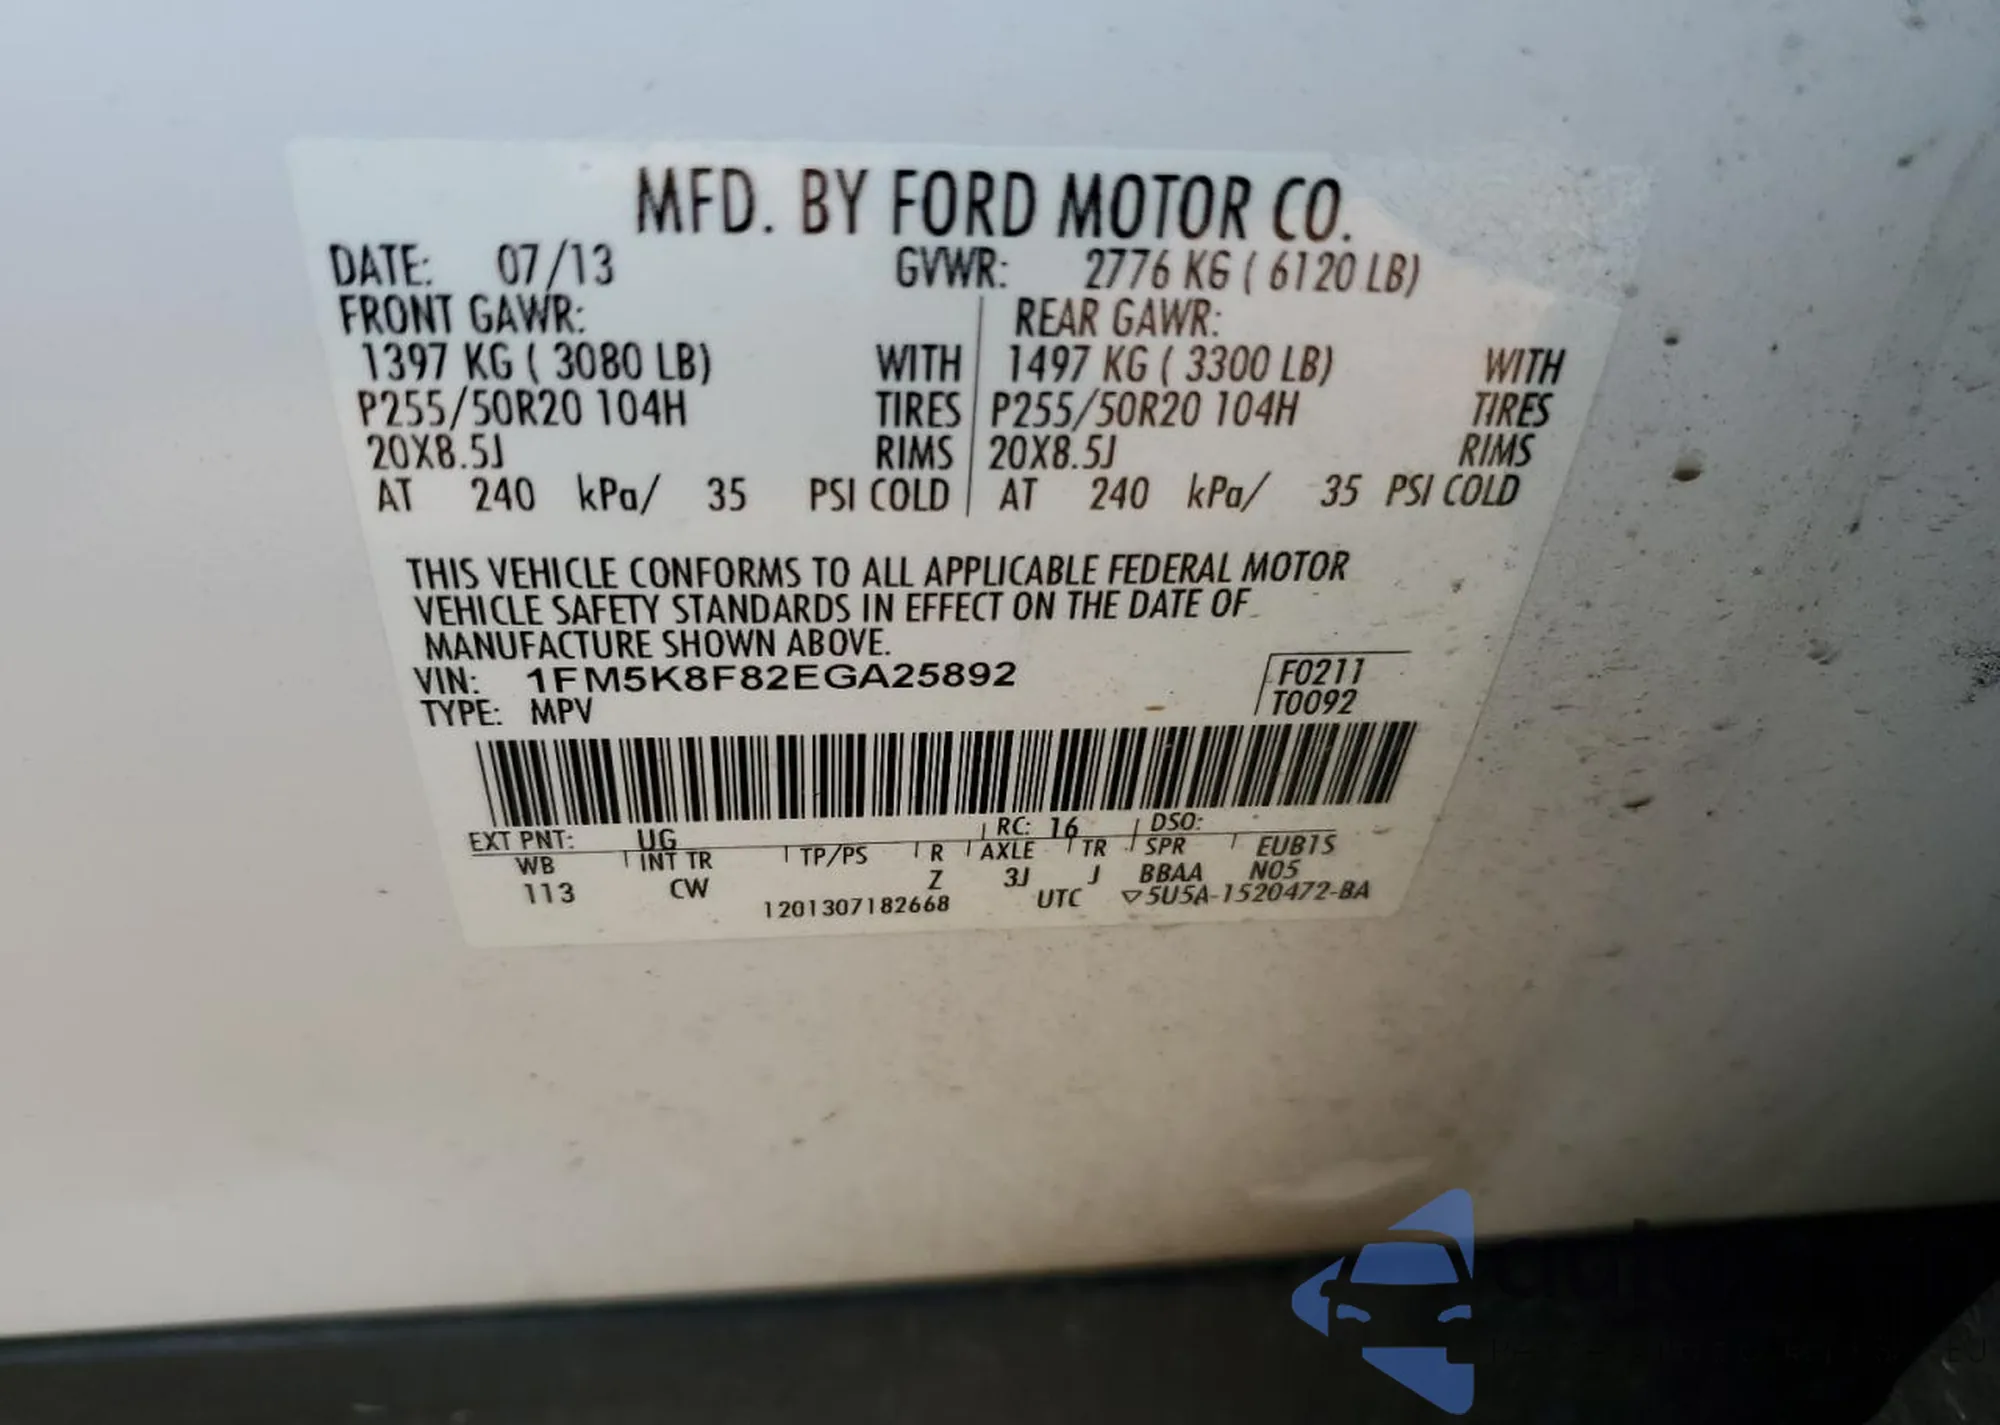 MFD. BY FORD MOTOR CO.
DATE: 07/13 GVWR: 2776 KG ( 6120 LB)
FRONT GAWR: REAR GAWR:
1397 KG ( 3080 LB) WITH 1497 KG ( 3300 LB) WITH
P255/50R20 104H TIRES P255/50R20 104H TIRES
20X8.5J RIMS 20X8.5J RIMS
AT 240 kPa/ 35 PSI COLD AT 240 kPa/ 35 PSI COLD
THIS VEHICLE CONFORMS TO ALL APPLICABLE FEDERAL MOTOR
VEHICLE SAFETY STANDARDS IN EFFECT ON THE DATE OF
MANUFACTURE SHOWN ABOVE.
VIN: 1FM5K8F82EGA25892 F0211
TYPE: MPV T0092
EXT PNT: UG RC: 16 DSO:
WB INT TR TP/PS R AXLE TR SPR EUB1S
113 CW Z 3J J BBAA N05
1201307182668 UTC ▽5U5A-1520472-BA